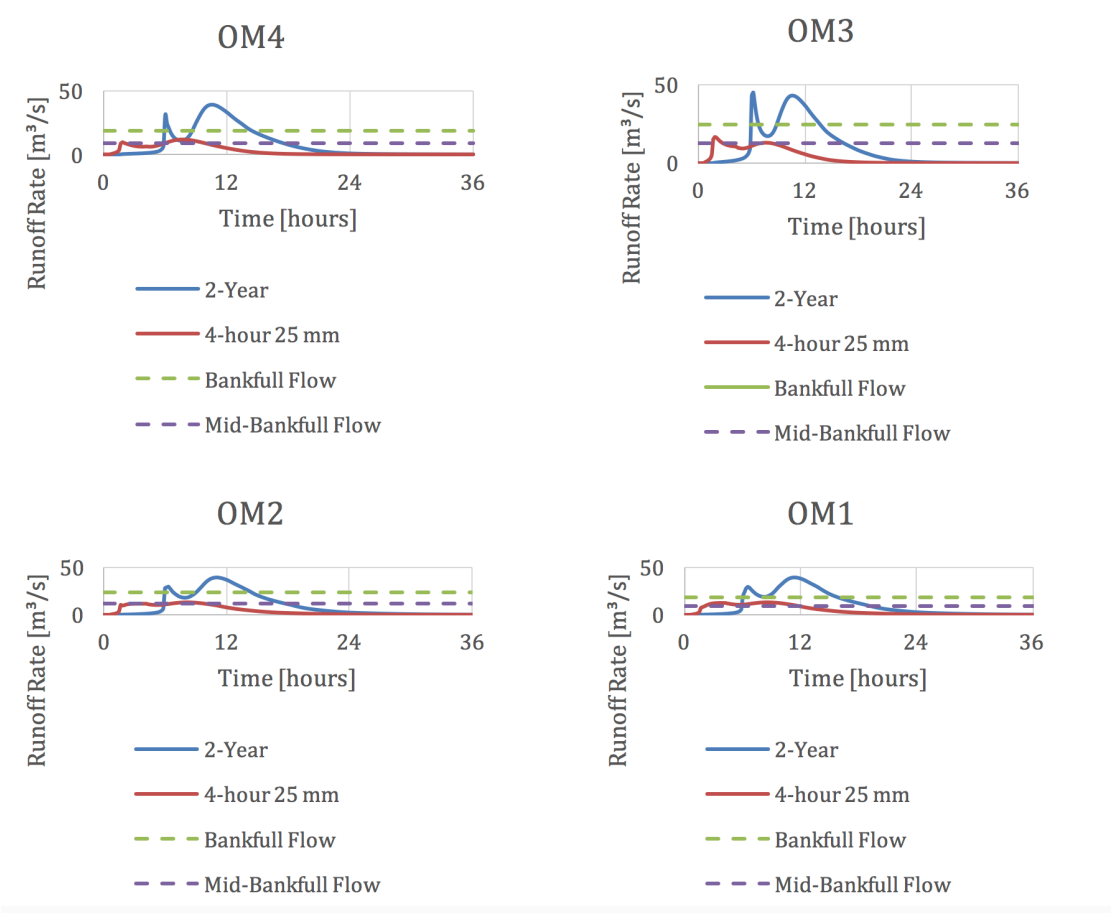 OM4
Runoff Rate [m³/s]
50
0
0 12 24 36
Time [hours]
2-Year
4-hour 25 mm
Bankfull Flow
Mid-Bankfull Flow
OM3
Runoff Rate [m³/s]
50
0
0 12 24 36
Time [hours]
2-Year
4-hour 25 mm
Bankfull Flow
Mid-Bankfull Flow
OM2
Runoff Rate [m³/s]
50
0
0 12 24 36
Time [hours]
2-Year
4-hour 25 mm
Bankfull Flow
Mid-Bankfull Flow
OM1
Runoff Rate [m³/s]
50
0
0 12 24 36
Time [hours]
2-Year
4-hour 25 mm
Bankfull Flow
Mid-Bankfull Flow